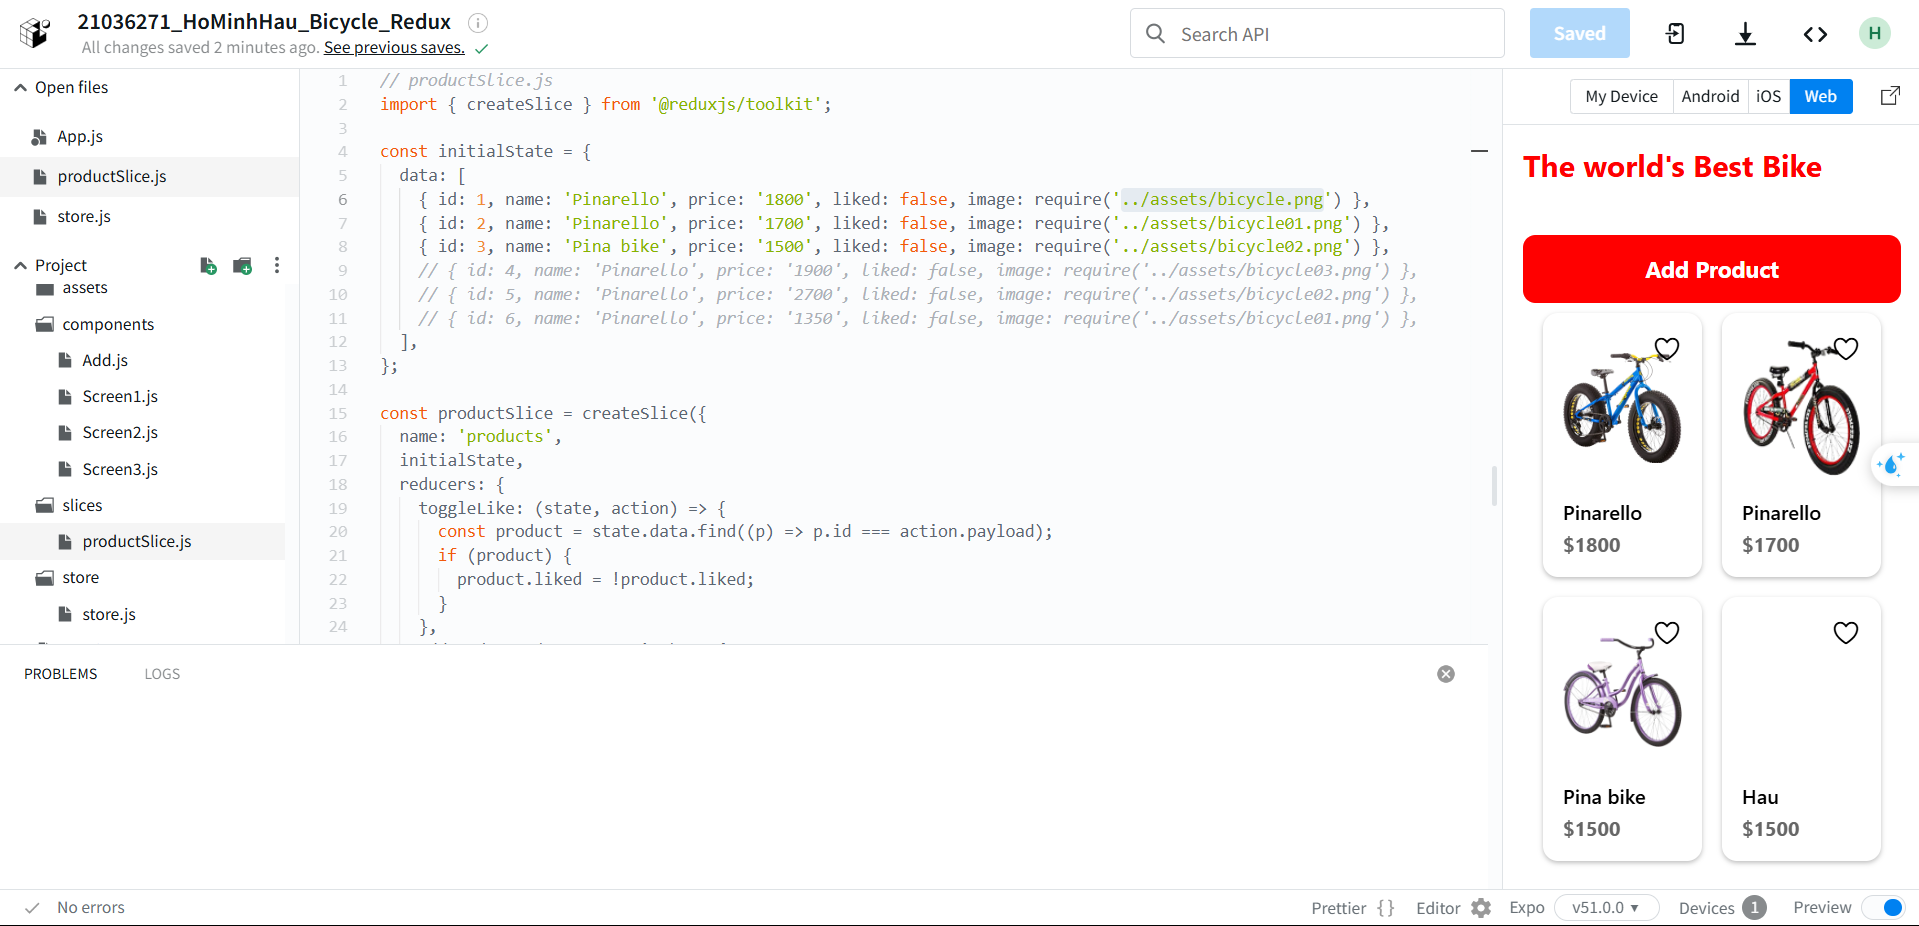 21036271_HoMinhHau_Bicycle_Redux
All changes saved 2 minutes ago. See previous saves.
Search API
Saved
H
Open files
App.js
productSlice.js
store.js
Project
assets
components
Add.js
Screen1.js
Screen2.js
Screen3.js
slices
productSlice.js
store
store.js
1 // productSlice.js
2 import { createSlice } from '@reduxjs/toolkit';
3
4 const initialState = {
5 data: [
6 { id: 1, name: 'Pinarello', price: '1800', liked: false, image: require('../assets/bicycle.png') },
7 { id: 2, name: 'Pinarello', price: '1700', liked: false, image: require('../assets/bicycle01.png') },
8 { id: 3, name: 'Pina bike', price: '1500', liked: false, image: require('../assets/bicycle02.png') },
9 // { id: 4, name: 'Pinarello', price: '1900', liked: false, image: require('../assets/bicycle03.png') },
10 // { id: 5, name: 'Pinarello', price: '2700', liked: false, image: require('../assets/bicycle02.png') },
11 // { id: 6, name: 'Pinarello', price: '1350', liked: false, image: require('../assets/bicycle01.png') },
12 ],
13 };
14
15 const productSlice = createSlice({
16 name: 'products',
17 initialState,
18 reducers: {
19 toggleLike: (state, action) => {
20 const product = state.data.find((p) => p.id === action.payload);
21 if (product) {
22 product.liked = !product.liked;
23 }
24 },
PROBLEMS
LOGS
My Device
Android
iOS
Web
The world's Best Bike
Add Product
Pinarello
$1800
Pinarello
$1700
Pina bike
$1500
Hau
$1500
No errors
Prettier {}
Editor
Expo
v51.0.0
Devices 1
Preview